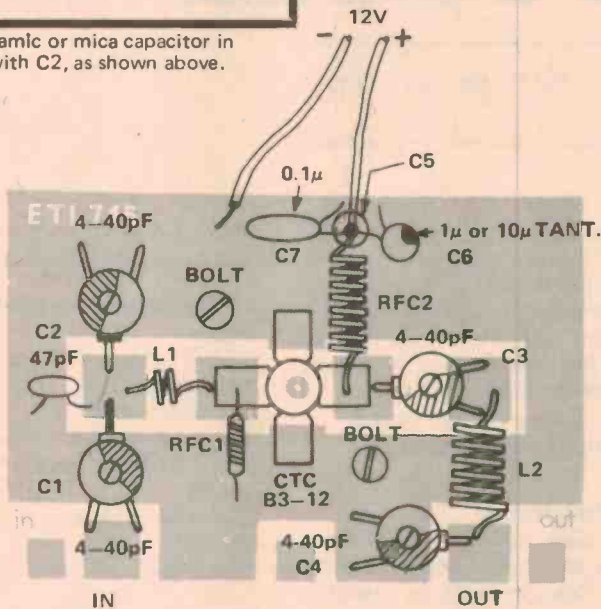 amic or mica capacitor in
with C2, as shown above.
12V
- +
C5
0.1μ
ETI 745
4-40pF
C7
1μ or 10μ TANT.
C6
BOLT
RFC2
C2
47pF
L1
4-40pF
C3
RFC1
BOLT
C1
CTC
B3-12
L2
in
4-40pF
4-40pF
C4
out
IN
OUT